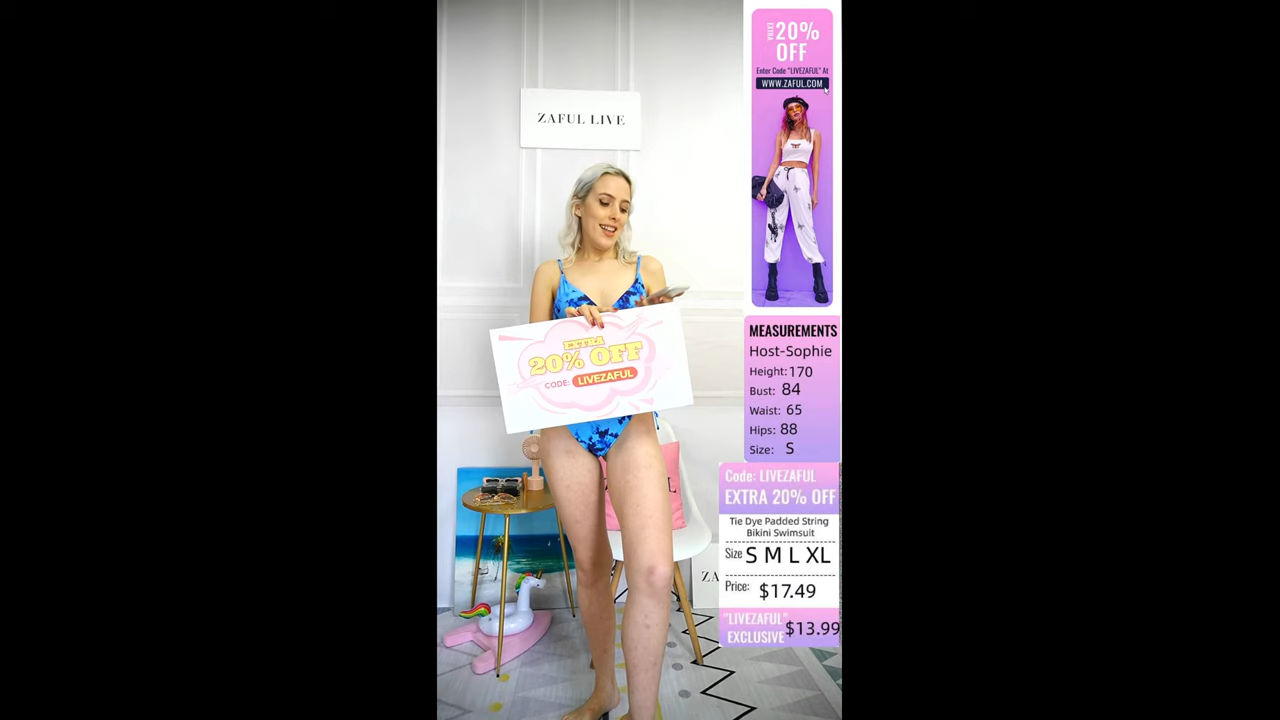 EXTRA 20%
OFF
Enter Code "LIVEZAFUL" At
WWW.ZAFUL.COM
ZAFUL LIVE
EXTRA
20% OFF
CODE: LIVEZAFUL
MEASUREMENTS
Host-Sophie
Height: 170
Bust: 84
Waist: 65
Hips: 88
Size: S
Code: LIVEZAFUL
EXTRA 20% OFF
Tie Dye Padded String
Bikini Swimsuit
Size S M L XL
Price: $17.49
"LIVEZAFUL"
EXCLUSIVE $13.99
ZA